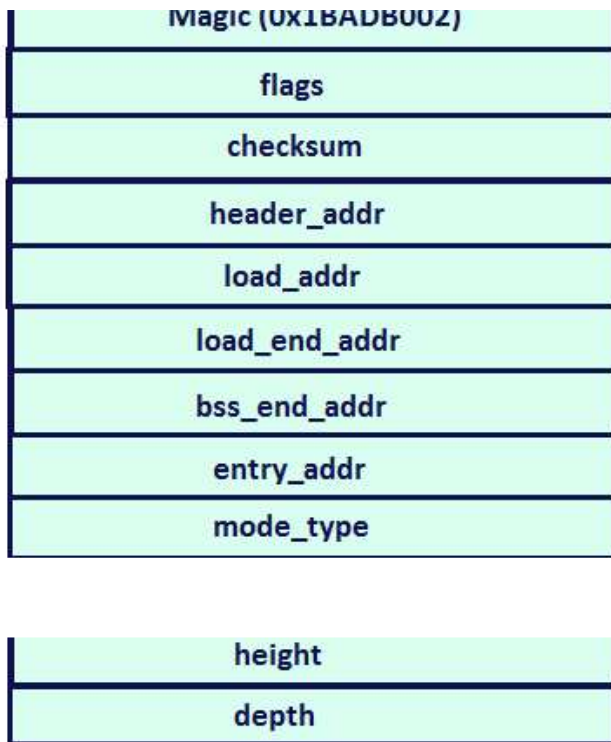 Magic (0x1BADB002)
flags
checksum
header_addr
load_addr
load_end_addr
bss_end_addr
entry_addr
mode_type
height
depth